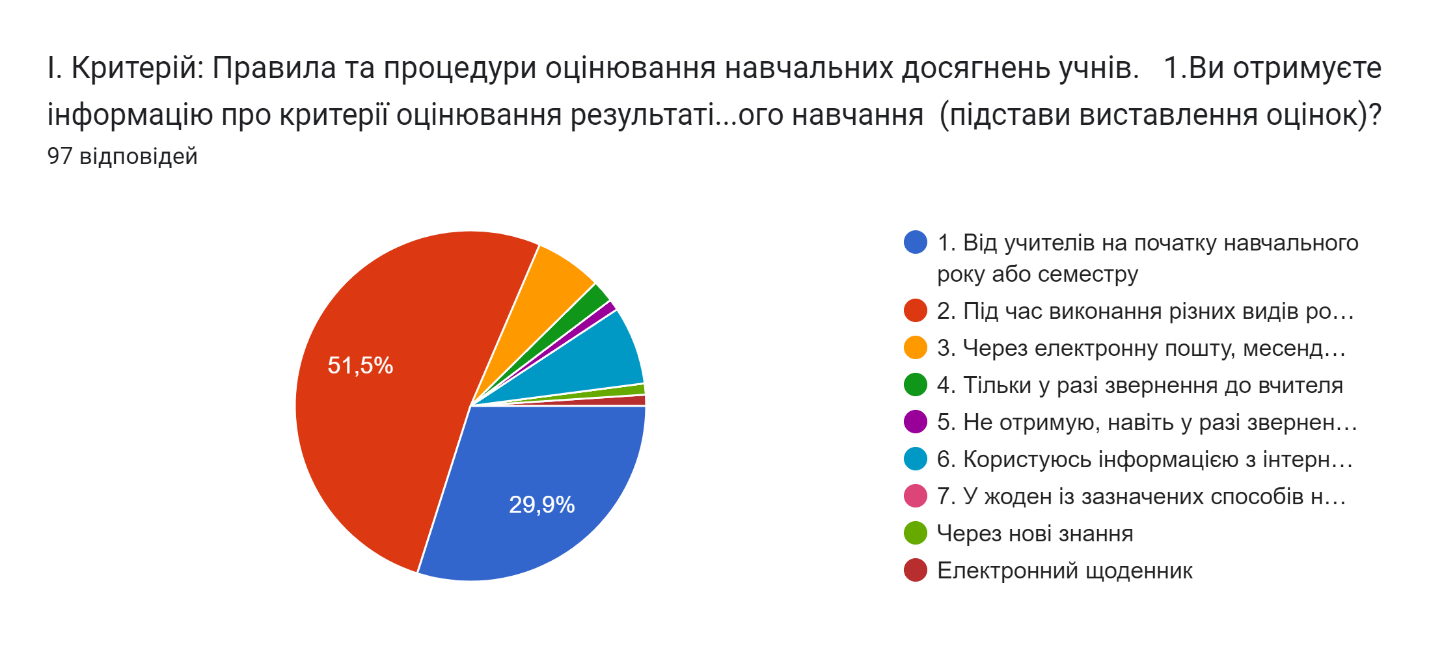 І. Критерій: Правила та процедури оцінювання навчальних досягнень учнів.   1.Ви отримуєте
інформацію про критерії оцінювання результаті...ого навчання  (підстави виставлення оцінок)?
97 відповідей
51,5%
29,9%
1. Від учителів на початку навчального
року або семестру
2. Під час виконання різних видів ро…
3. Через електронну пошту, месенд…
4. Тільки у разі звернення до вчителя
5. Не отримую, навіть у разі звернен…
6. Користуюсь інформацією з інтерн…
7. У жоден із зазначених способів н…
Через нові знання
Електронний щоденник